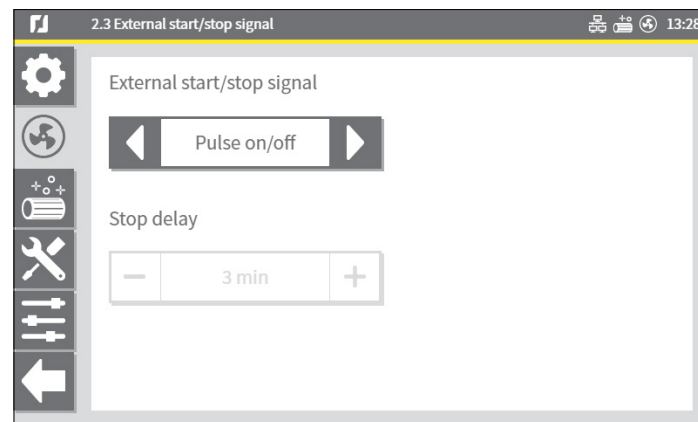 2.3 External start/stop signal
13:28
External start/stop signal
Pulse on/off
Stop delay
3 min